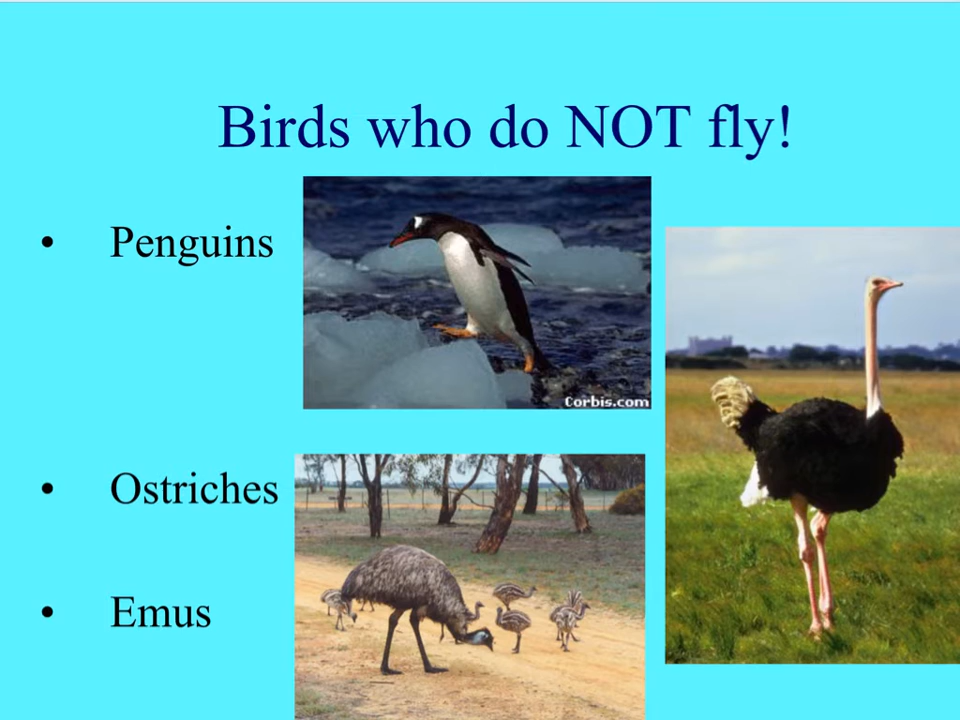 Birds who do NOT fly!
• Penguins
Corbis.com
• Ostriches
• Emus